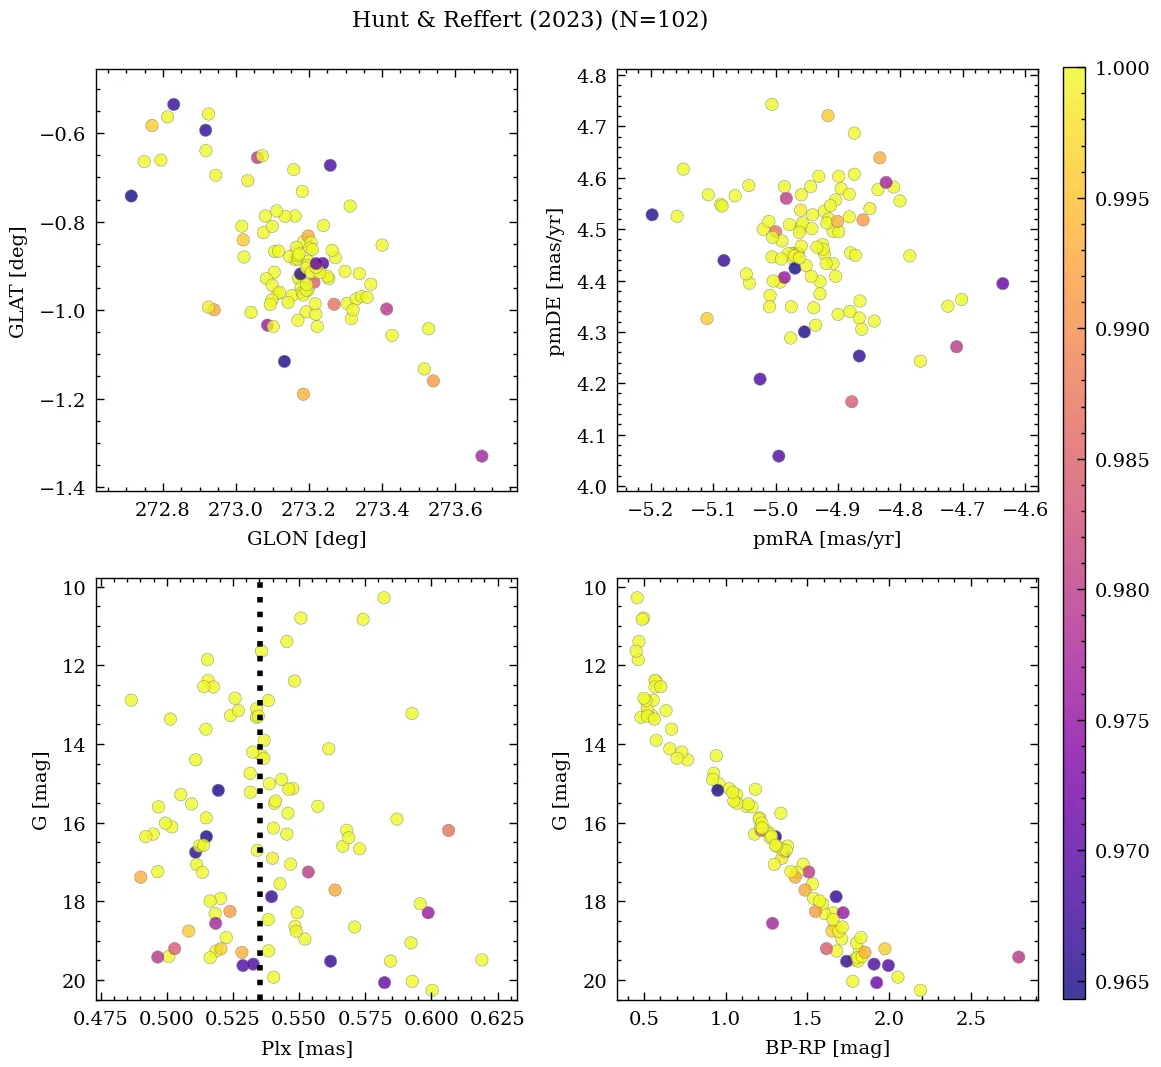 Hunt & Reffert (2023) (N=102)
−0.6
−0.8
−1.0
−1.2
−1.4
GLAT [deg]
272.8 273.0 273.2 273.4 273.6
GLON [deg]
4.8
4.7
4.6
4.5
4.4
4.3
4.2
4.1
4.0
pmDE [mas/yr]
−5.2 −5.1 −5.0 −4.9 −4.8 −4.7 −4.6
pmRA [mas/yr]
10
12
14
16
18
20
G [mag]
0.475 0.500 0.525 0.550 0.575 0.600 0.625
Plx [mas]
10
12
14
16
18
20
G [mag]
0.5 1.0 1.5 2.0 2.5
BP-RP [mag]
1.000
0.995
0.990
0.985
0.980
0.975
0.970
0.965